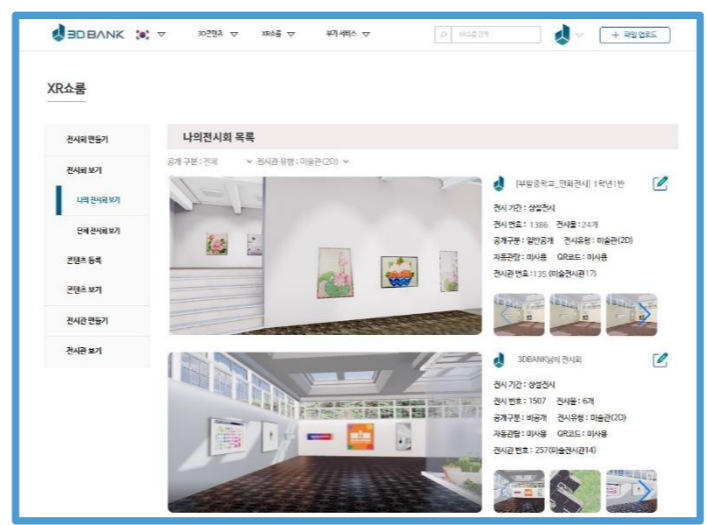 3DBANK
3D콘텐츠
XR쇼룸
부가서비스
XR쇼룸검색
+ 파일 업로드
XR쇼룸
전시회 만들기
전시회 보기
나의 전시회 보기
단체 전시회 보기
콘텐츠 등록
콘텐츠 보기
전시관 만들기
전시관 보기
나의전시회 목록
공개 구분 : 전체
전시관 유형 : 미술관(2D)
[부발중학교_민화전시] 1학년1반
전시 기간 : 상설전시
전시 번호 : 1386 전시물 : 24개
공개구분 : 일반공개 전시유형 : 미술관(2D)
자동관람 : 미사용 QR코드 : 미사용
전시관 번호 : 135 (미술전시관17)
3DBANK님의 전시회
전시 기간 : 상설전시
전시 번호 : 1507 전시물 : 6개
공개구분 : 비공개 전시유형 : 미술관(2D)
자동관람 : 미사용 QR코드 : 미사용
전시관 번호 : 257(미술전시관14)